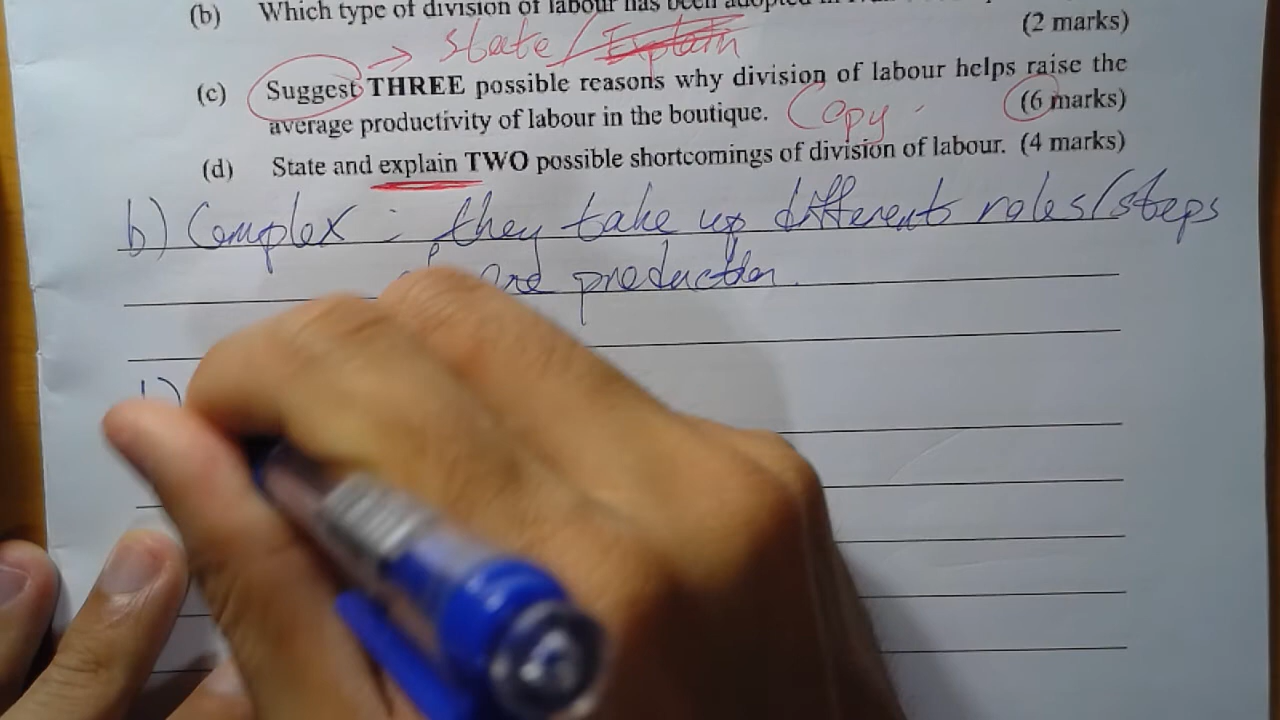 (b) Which type of division of labour has been adopted in
(2 marks)
→ state / Explain
(c) Suggest THREE possible reasons why division of labour helps raise the
average productivity of labour in the boutique. Copy (6 marks)
(d) State and explain TWO possible shortcomings of division of labour. (4 marks)
b) Complex : they take up differents roles/steps
production.